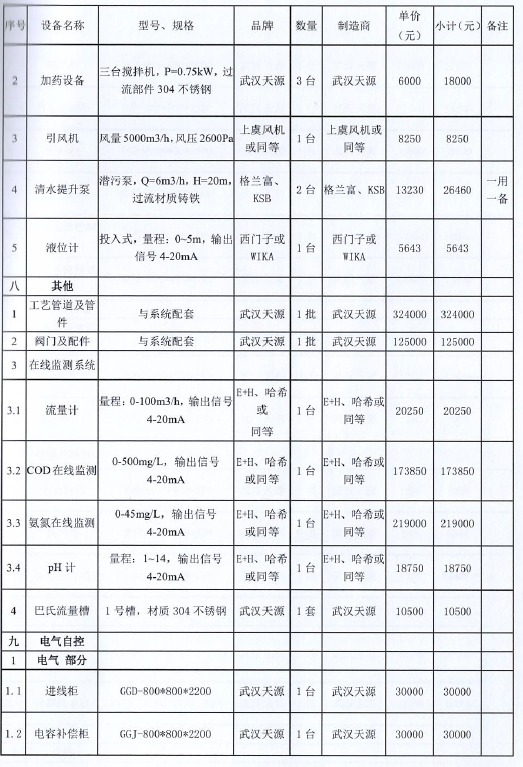 序号 设备名称 型号、规格 品牌 数量 制造商 单价（元） 小计（元） 备注
2 加药设备 三台搅拌机，P=0.75kW，过流部件 304 不锈钢 武汉天源 3 台 武汉天源 6000 18000
3 引风机 风量 5000m3/h，风压 2600Pa 上虞风机或同等 1 台 上虞风机或同等 8250 8250
4 清水提升泵 潜污泵，Q=6m3/h，H=20m，过流材质铸铁 格兰富、KSB 2 台 格兰富、KSB 13230 26460 一用一备
5 液位计 投入式，量程：0~5m，输出信号 4-20mA 西门子或WIKA 1 台 西门子或WIKA 5643 5643
八 其他
1 工艺管道及管件 与系统配套 武汉天源 1 批 武汉天源 324000 324000
2 阀门及配件 与系统配套 武汉天源 1 批 武汉天源 125000 125000
3 在线监测系统
3.1 流量计 量程：0-100m3/h，输出信号 4-20mA E+H、哈希或同等 1 台 E+H、哈希或同等 20250 20250
3.2 COD 在线监测 0-500mg/L，输出信号 4-20mA E+H、哈希或同等 1 台 E+H、哈希或同等 173850 173850
3.3 氨氮在线监测 0-45mg/L，输出信号 4-20mA E+H、哈希或同等 1 台 E+H、哈希或同等 219000 219000
3.4 pH 计 量程：1~14，输出信号 4-20mA E+H、哈希或同等 1 台 E+H、哈希或同等 18750 18750
4 巴氏流量槽 1 号槽，材质 304 不锈钢 武汉天源 1 套 武汉天源 10500 10500
九 电气自控
1 电气 部分
1.1 进线柜 GGD-800*800*2200 武汉天源 1 台 武汉天源 30000 30000
1.2 电容补偿柜 GGJ-800*800*2200 武汉天源 1 台 武汉天源 30000 30000